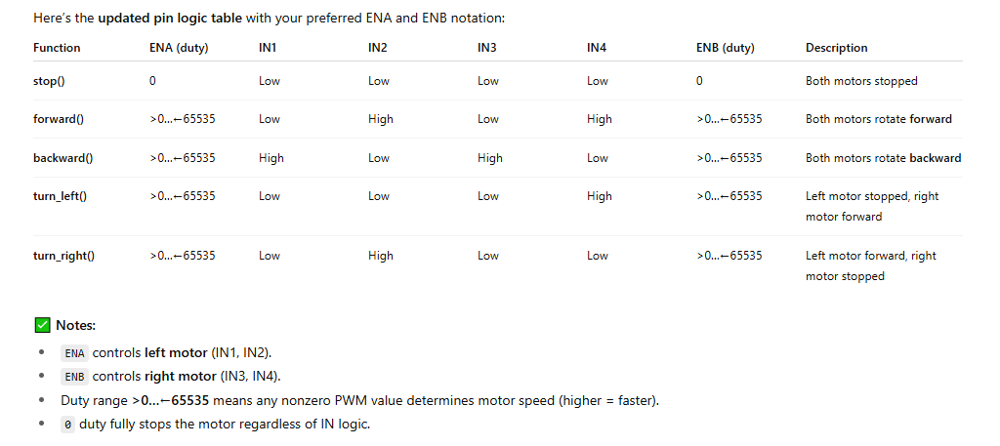 Here's the updated pin logic table with your preferred ENA and ENB notation:
Function ENA (duty) IN1 IN2 IN3 IN4 ENB (duty) Description
stop() 0 Low Low Low Low 0 Both motors stopped
forward() >0...←65535 Low High Low High >0...←65535 Both motors rotate forward
backward() >0...←65535 High Low High Low >0...←65535 Both motors rotate backward
turn_left() >0...←65535 Low Low Low High >0...←65535 Left motor stopped, right
motor forward
turn_right() >0...←65535 Low High Low Low >0...←65535 Left motor forward, right
motor stopped
✅ Notes:
• ENA controls left motor (IN1, IN2).
• ENB controls right motor (IN3, IN4).
• Duty range >0...←65535 means any nonzero PWM value determines motor speed (higher = faster).
• 0 duty fully stops the motor regardless of IN logic.